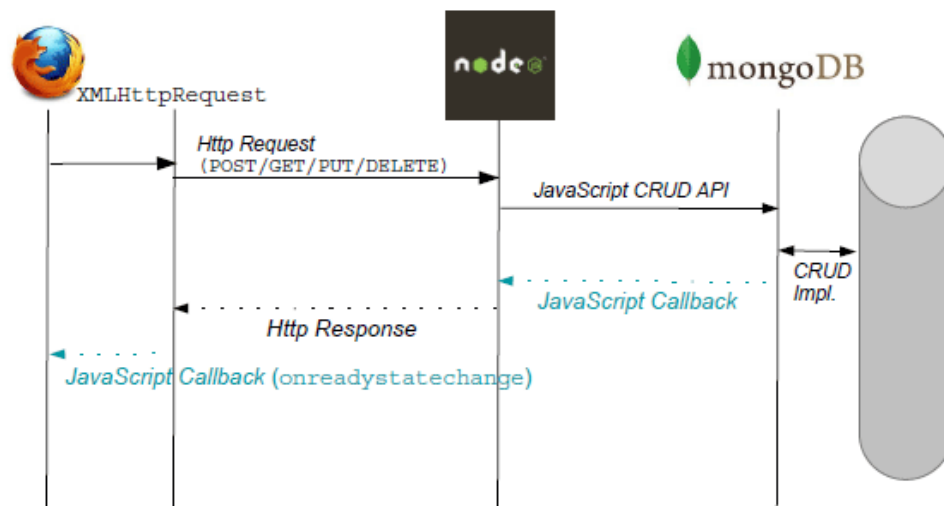 node
JS
mongoDB
XMLHttpRequest
Http Request
(POST/GET/PUT/DELETE)
JavaScript CRUD API
CRUD
Impl.
JavaScript Callback
Http Response
JavaScript Callback (onreadystatechange)